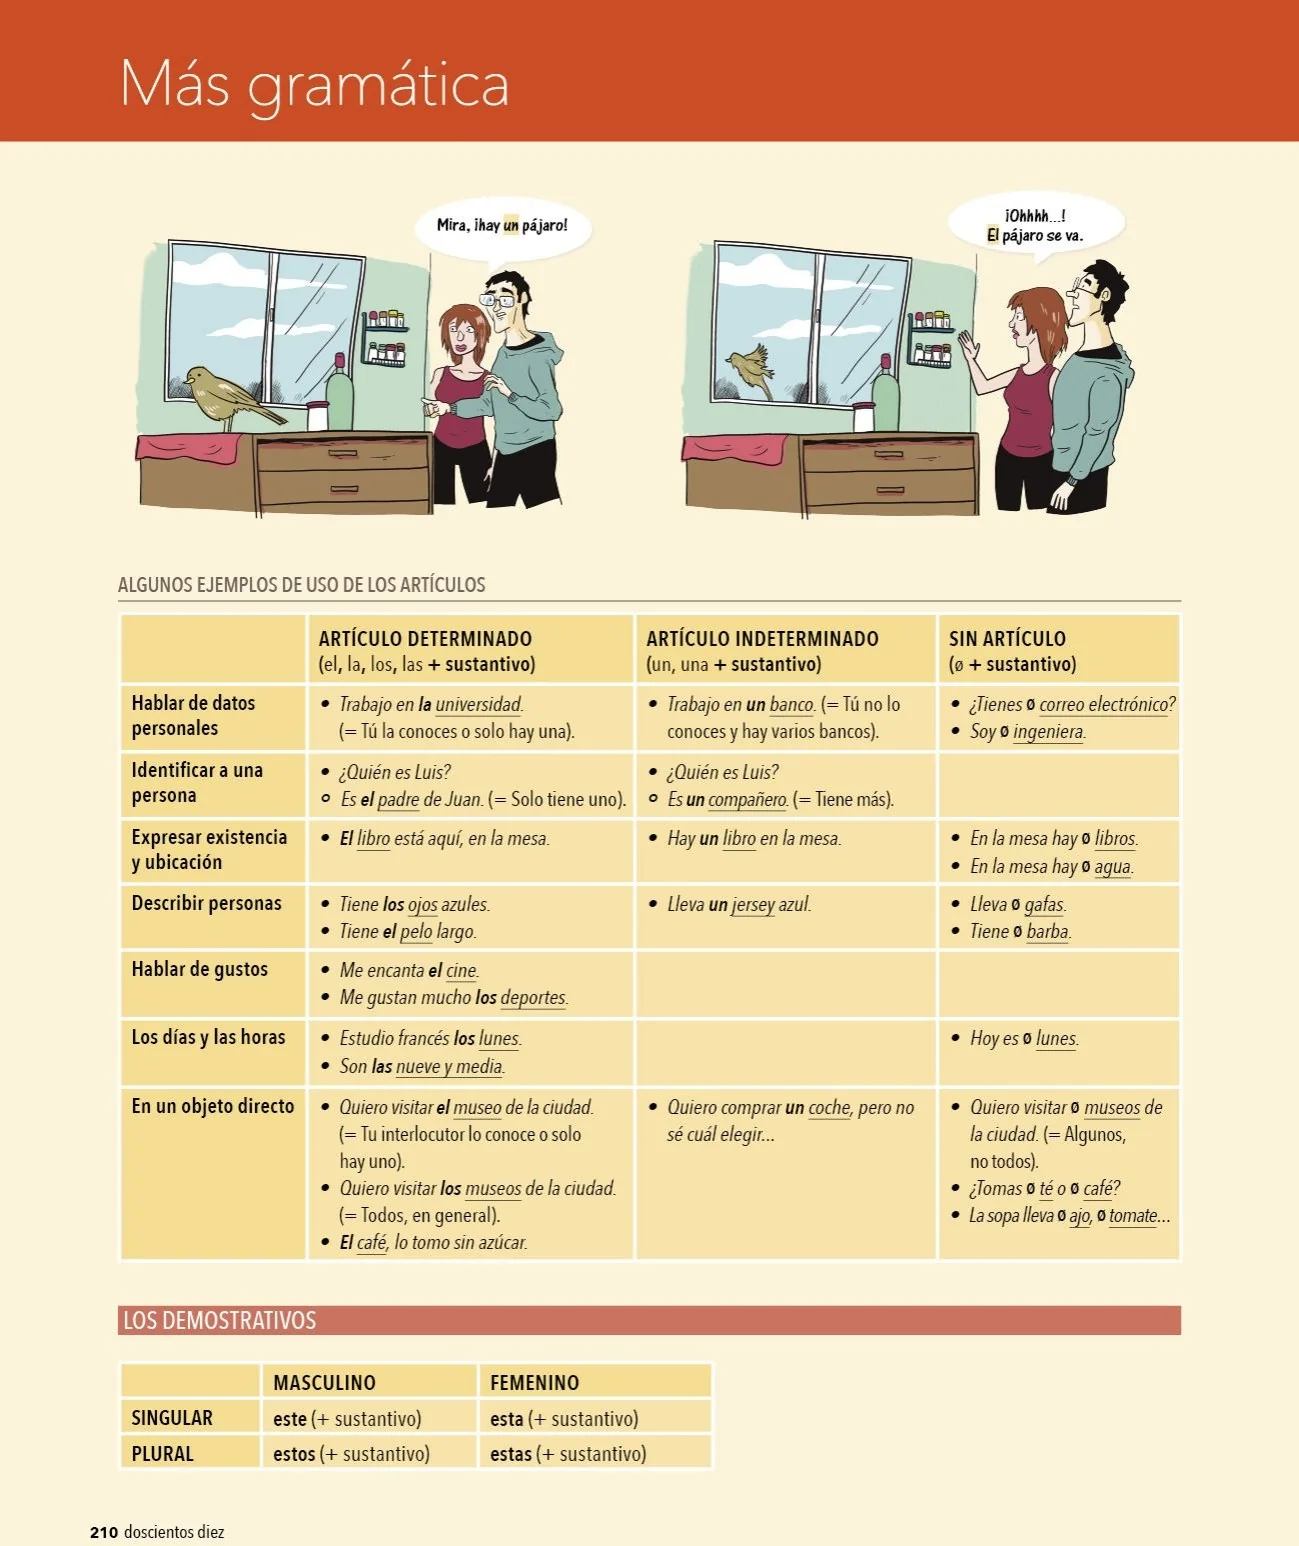 Más gramática
Mira, ¡hay un pájaro!
¡Ohhhh...!
El pájaro se va.
ALGUNOS EJEMPLOS DE USO DE LOS ARTÍCULOS
ARTÍCULO DETERMINADO
(el, la, los, las + sustantivo)
ARTÍCULO INDETERMINADO
(un, una + sustantivo)
SIN ARTÍCULO
(ø + sustantivo)
Hablar de datos
personales
• Trabajo en la universidad.
(= Tú la conoces o solo hay una).
• Trabajo en un banco. (= Tú no lo
conoces y hay varios bancos).
• ¿Tienes ø correo electrónico?
• Soy ø ingeniera.
Identificar a una
persona
• ¿Quién es Luis?
○ Es el padre de Juan. (= Solo tiene uno).
• ¿Quién es Luis?
○ Es un compañero. (= Tiene más).
Expresar existencia
y ubicación
• El libro está aquí, en la mesa.
• Hay un libro en la mesa.
• En la mesa hay ø libros.
• En la mesa hay ø agua.
Describir personas
• Tiene los ojos azules.
• Tiene el pelo largo.
• Lleva un jersey azul.
• Lleva ø gafas.
• Tiene ø barba.
Hablar de gustos
• Me encanta el cine.
• Me gustan mucho los deportes.
Los días y las horas
• Estudio francés los lunes.
• Son las nueve y media.
• Hoy es ø lunes.
En un objeto directo
• Quiero visitar el museo de la ciudad.
(= Tu interlocutor lo conoce o solo
hay uno).
• Quiero visitar los museos de la ciudad.
(= Todos, en general).
• El café, lo tomo sin azúcar.
• Quiero comprar un coche, pero no
sé cuál elegir...
• Quiero visitar ø museos de
la ciudad. (= Algunos,
no todos).
• ¿Tomas ø té o ø café?
• La sopa lleva ø ajo, ø tomate...
LOS DEMOSTRATIVOS
MASCULINO
FEMENINO
SINGULAR
este (+ sustantivo)
esta (+ sustantivo)
PLURAL
estos (+ sustantivo)
estas (+ sustantivo)
210 doscientos diez